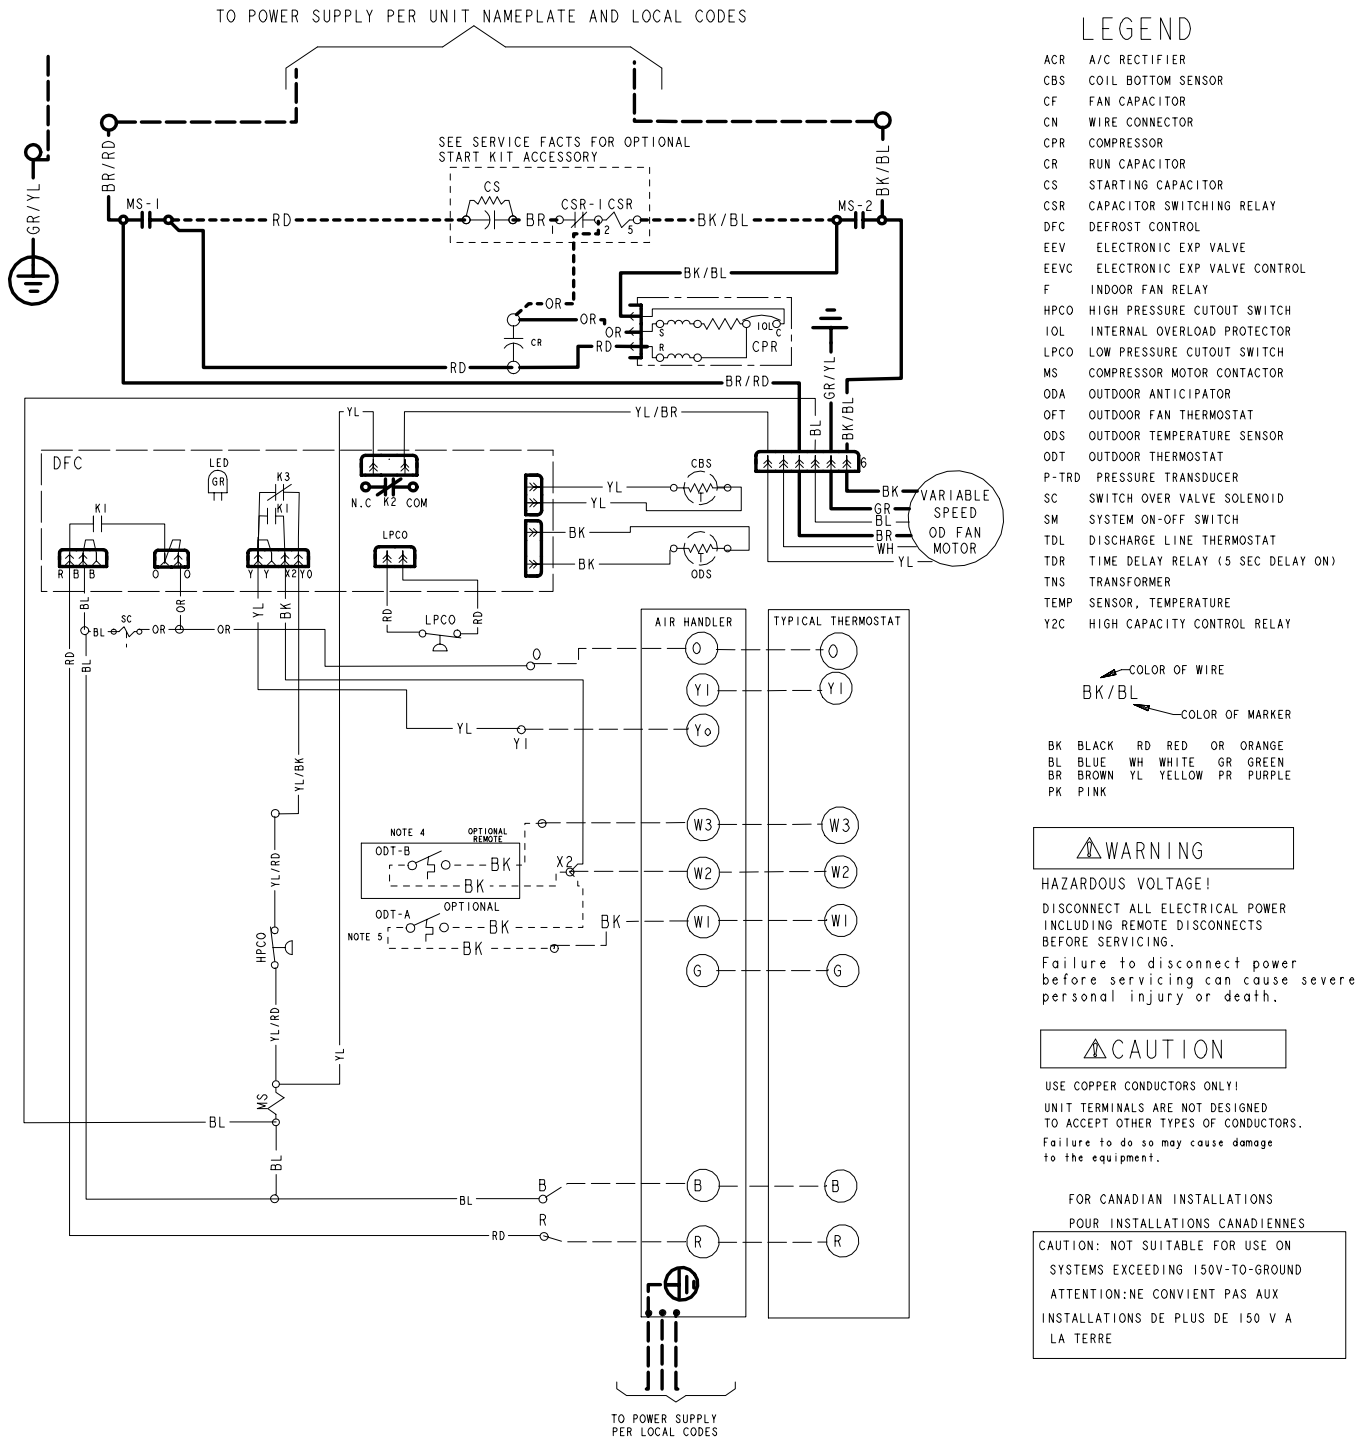 TO POWER SUPPLY PER UNIT NAMEPLATE AND LOCAL CODES
GR/YL
BR/RD
BK/BL
SEE SERVICE FACTS FOR OPTIONAL
START KIT ACCESSORY
MS-1
RD
CS
BR
1
CSR-1 CSR
2 5
BK/BL
MS-2
BK/BL
OR
OR
OR
RD
CR
S
R
IOL
C
CPR
RD
BR/RD
GR/YL
BL
BK/BL
YL
YL/BR
DFC
LED
GR
K3
K1
K1
N.C K2 COM
LPCO
CBS
YL
YL
BK
BK
ODS
6
BK
GR
BL
BR
WH
YL
VARIABLE
SPEED
OD FAN
MOTOR
R B B
O O
Y Y X2 YO
BL
OR
YL
BK
RD
RD
LPCO
SC
BL
OR
OR
RD
BL
O
YL
Y1
YL/BK
YL/RD
HPCO
YL/RD
YL
MS
BL
BL
NOTE 4
OPTIONAL
REMOTE
ODT-B
BK
BK
X2
OPTIONAL
ODT-A
NOTE 5
BK
BK
BK
BL
B
R
RD
AIR HANDLER
TYPICAL THERMOSTAT
O O
Y1 Y1
Yo
W3 W3
W2 W2
W1 W1
G G
B B
R R
TO POWER SUPPLY
PER LOCAL CODES
LEGEND
ACR A/C RECTIFIER
CBS COIL BOTTOM SENSOR
CF FAN CAPACITOR
CN WIRE CONNECTOR
CPR COMPRESSOR
CR RUN CAPACITOR
CS STARTING CAPACITOR
CSR CAPACITOR SWITCHING RELAY
DFC DEFROST CONTROL
EEV ELECTRONIC EXP VALVE
EEVC ELECTRONIC EXP VALVE CONTROL
F INDOOR FAN RELAY
HPCO HIGH PRESSURE CUTOUT SWITCH
IOL INTERNAL OVERLOAD PROTECTOR
LPCO LOW PRESSURE CUTOUT SWITCH
MS COMPRESSOR MOTOR CONTACTOR
ODA OUTDOOR ANTICIPATOR
OFT OUTDOOR FAN THERMOSTAT
ODS OUTDOOR TEMPERATURE SENSOR
ODT OUTDOOR THERMOSTAT
P-TRD PRESSURE TRANSDUCER
SC SWITCH OVER VALVE SOLENOID
SM SYSTEM ON-OFF SWITCH
TDL DISCHARGE LINE THERMOSTAT
TDR TIME DELAY RELAY (5 SEC DELAY ON)
TNS TRANSFORMER
TEMP SENSOR, TEMPERATURE
Y2C HIGH CAPACITY CONTROL RELAY
COLOR OF WIRE
BK/BL
COLOR OF MARKER
BK BLACK RD RED OR ORANGE
BL BLUE WH WHITE GR GREEN
BR BROWN YL YELLOW PR PURPLE
PK PINK
⚠WARNING
HAZARDOUS VOLTAGE!
DISCONNECT ALL ELECTRICAL POWER
INCLUDING REMOTE DISCONNECTS
BEFORE SERVICING.
Failure to disconnect power
before servicing can cause severe
personal injury or death.
⚠CAUTION
USE COPPER CONDUCTORS ONLY!
UNIT TERMINALS ARE NOT DESIGNED
TO ACCEPT OTHER TYPES OF CONDUCTORS.
Failure to do so may cause damage
to the equipment.
FOR CANADIAN INSTALLATIONS
POUR INSTALLATIONS CANADIENNES
CAUTION: NOT SUITABLE FOR USE ON
SYSTEMS EXCEEDING 150V-TO-GROUND
ATTENTION:NE CONVIENT PAS AUX
INSTALLATIONS DE PLUS DE 150 V A
LA TERRE